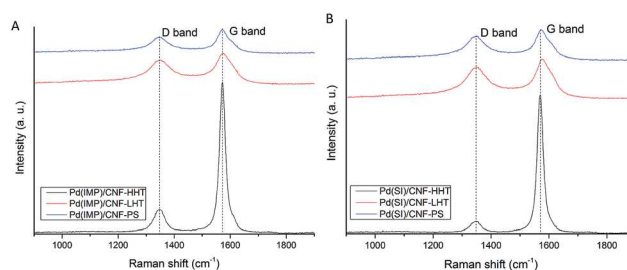 A
D band
G band
Intensity (a. u.)
Pd(IMP)/CNF-HHT
Pd(IMP)/CNF-LHT
Pd(IMP)/CNF-PS
1000 1200 1400 1600 1800
Raman shift (cm⁻¹)
B
D band
G band
Intensity (a. u.)
Pd(SI)/CNF-HHT
Pd(SI)/CNF-LHT
Pd(SI)/CNF-PS
1000 1200 1400 1600 1800
Raman shift (cm⁻¹)